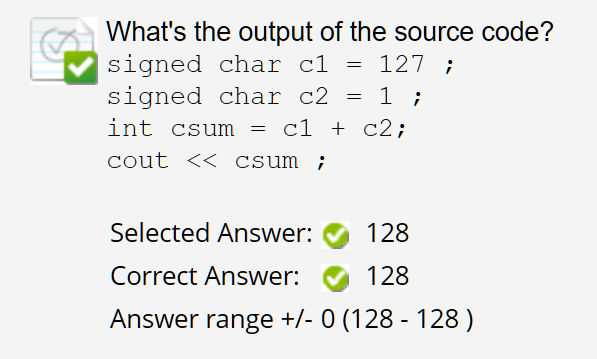 What's the output of the source code?
signed char c1 = 127 ;
signed char c2 = 1 ;
int csum = c1 + c2;
cout << csum ;
Selected Answer: 128
Correct Answer: 128
Answer range +/- 0 (128 - 128 )